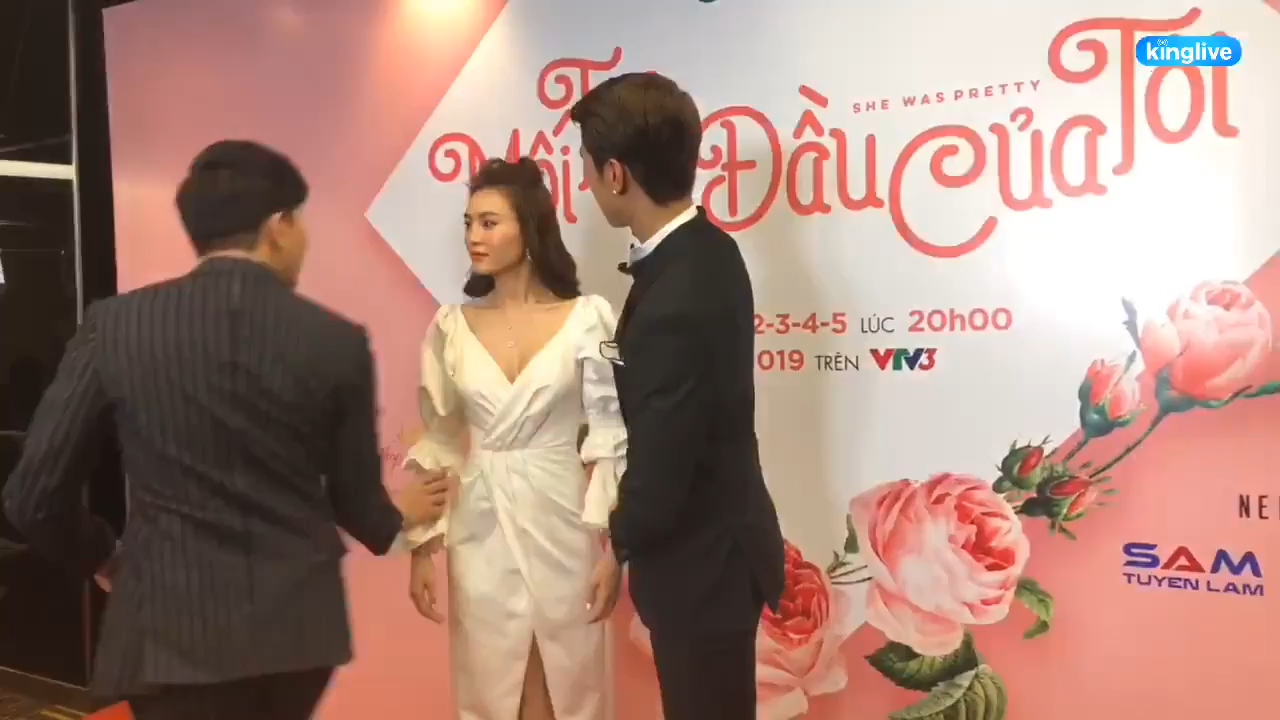 kinglive
SHE WAS PRETTY
Mối
Đầu Của Tôi
2-3-4-5 LÚC 20h00
019 TRÊN VTV3
NE
SAM
TUYEN LAM